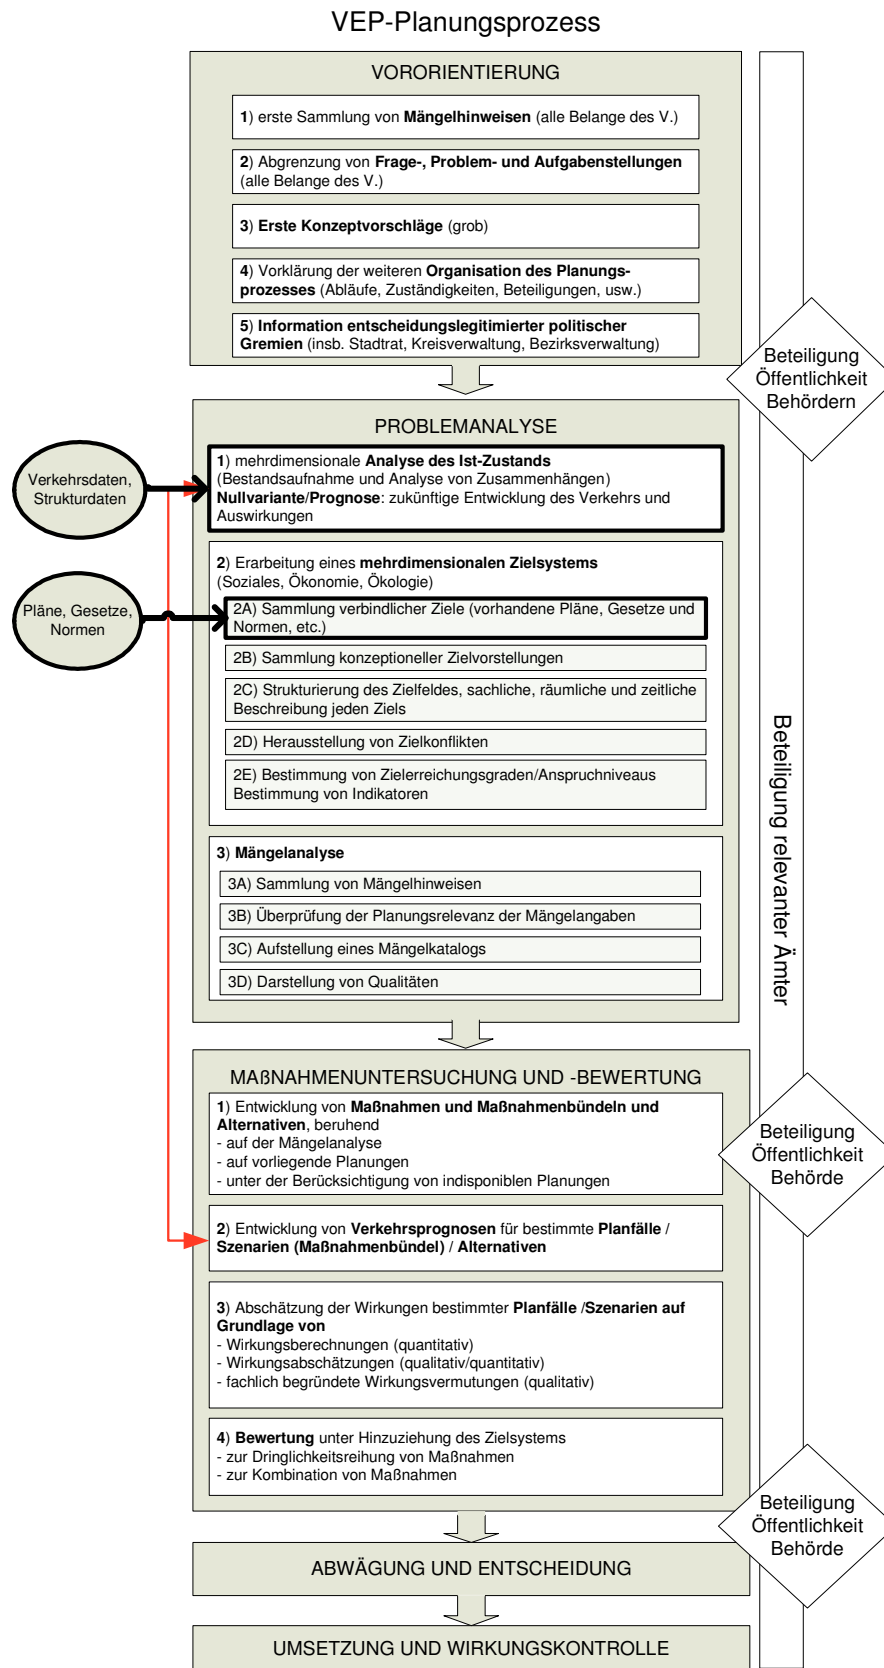 VEP-Planungsprozess
VORORIENTIERUNG
1) erste Sammlung von Mängelhinweisen (alle Belange des V.)
2) Abgrenzung von Frage-, Problem- und Aufgabenstellungen
(alle Belange des V.)
3) Erste Konzeptvorschläge (grob)
4) Vorklärung der weiteren Organisation des Planungs-
prozesses (Abläufe, Zuständigkeiten, Beteiligungen, usw.)
5) Information entscheidungslegitimierter politischer
Gremien (insb. Stadtrat, Kreisverwaltung, Bezirksverwaltung)
Beteiligung
Öffentlichkeit
Behördern
PROBLEMANALYSE
Verkehrsdaten,
Strukturdaten
1) mehrdimensionale Analyse des Ist-Zustands
(Bestandsaufnahme und Analyse von Zusammenhängen)
Nullvariante/Prognose: zukünftige Entwicklung des Verkehrs und
Auswirkungen
2) Erarbeitung eines mehrdimensionalen Zielsystems
(Soziales, Ökonomie, Ökologie)
Pläne, Gesetze,
Normen
2A) Sammlung verbindlicher Ziele (vorhandene Pläne, Gesetze und
Normen, etc.)
2B) Sammlung konzeptioneller Zielvorstellungen
2C) Strukturierung des Zielfeldes, sachliche, räumliche und zeitliche
Beschreibung jeden Ziels
2D) Herausstellung von Zielkonflikten
2E) Bestimmung von Zielerreichungsgraden/Anspruchniveaus
Bestimmung von Indikatoren
3) Mängelanalyse
3A) Sammlung von Mängelhinweisen
3B) Überprüfung der Planungsrelevanz der Mängelangaben
3C) Aufstellung eines Mängelkatalogs
3D) Darstellung von Qualitäten
Beteiligung relevanter Ämter
MAßNAHMENUNTERSUCHUNG UND -BEWERTUNG
1) Entwicklung von Maßnahmen und Maßnahmenbündeln und
Alternativen, beruhend
- auf der Mängelanalyse
- auf vorliegende Planungen
- unter der Berücksichtigung von indisponiblen Planungen
Beteiligung
Öffentlichkeit
Behörde
2) Entwicklung von Verkehrsprognosen für bestimmte Planfälle /
Szenarien (Maßnahmenbündel) / Alternativen
3) Abschätzung der Wirkungen bestimmter Planfälle /Szenarien auf
Grundlage von
- Wirkungsberechnungen (quantitativ)
- Wirkungsabschätzungen (qualitativ/quantitativ)
- fachlich begründete Wirkungsvermutungen (qualitativ)
4) Bewertung unter Hinzuziehung des Zielsystems
- zur Dringlichkeitsreihung von Maßnahmen
- zur Kombination von Maßnahmen
Beteiligung
Öffentlichkeit
Behörde
ABWÄGUNG UND ENTSCHEIDUNG
UMSETZUNG UND WIRKUNGSKONTROLLE